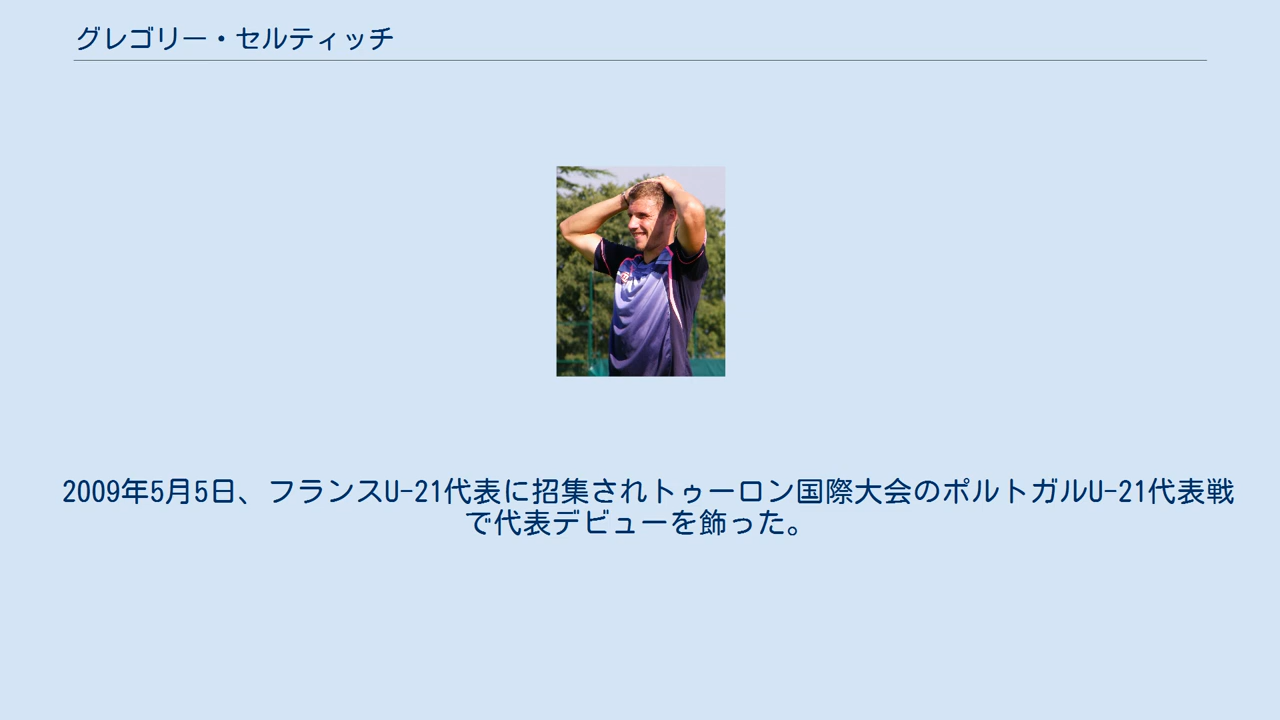 グレゴリー・セルティッチ
2009年5月5日、フランスU-21代表に招集されトゥーロン国際大会のポルトガルU-21代表戦
で代表デビューを飾った。